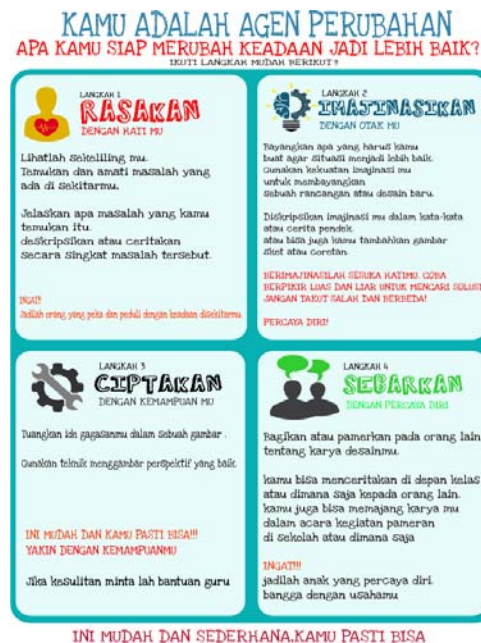 KAMU ADALAH AGEN PERUBAHAN
APA KAMU SIAP MERUBAH KEADAAN JADI LEBIH BAIK?
IKUTI LANGKAH MUDAH BERIKUT !!
LANGKAH 1
RASAKAN
DENGAN HATI MU
Lihatlah sekeliling mu.
Temukan dan amati masalah yang
ada di sekitarmu.
Jelaskan apa masalah yang kamu
temukan itu.
deskripsikan atau ceritakan
secara singkat masalah tersebut.
INGAT!
Jadilah orang yang peka dan peduli dengan keadaan disekitarmu
LANGKAH 2
IMAJINASIKAN
DENGAN OTAK MU
Bayangkan apa yang harus kamu
buat agar situasi menjadi lebih baik.
Gunakan kekuatan imajinasi mu
untuk membayangkan
sebuah rancangan atau desain baru.
Diskripsikan imajinasi mu dalam kata-kata
atau cerita pendek.
atau bisa juga kamu tambahkan gambar
sket atau coretan.
BERIMAJINASILAH SESUKA HATIMU. COBA
BERPIKIR LUAS DAN LIAR UNTUK MENCARI SOLUSI
JANGAN TAKUT SALAH DAN BERBEDA!
PERCAYA DIRI!
LANGKAH 3
CIPTAKAN
DENGAN KEMAMPUAN MU
Tuangkan ide gagasanmu dalam sebuah gambar .
Gunakan teknik menggambar perspektif yang baik.
INI MUDAH DAN KAMU PASTI BISA!!!
YAKIN DENGAN KEMAMPUANMU
Jika kesulitan minta lah bantuan guru
LANGKAH 4
SEBARKAN
DENGAN PERCAYA DIRI
Bagikan atau pamerkan pada orang lain
tentang karya desainmu.
kamu bisa menceritakan di depan kelas
atau dimana saja kepada orang lain.
kamu juga bisa memajang karya mu
dalam acara kegiatan pameran
di sekolah atau dimana saja
INGAT!!!
jadilah anak yang percaya diri.
bangga dengan usahamu
INI MUDAH DAN SEDERHANA,KAMU PASTI BISA